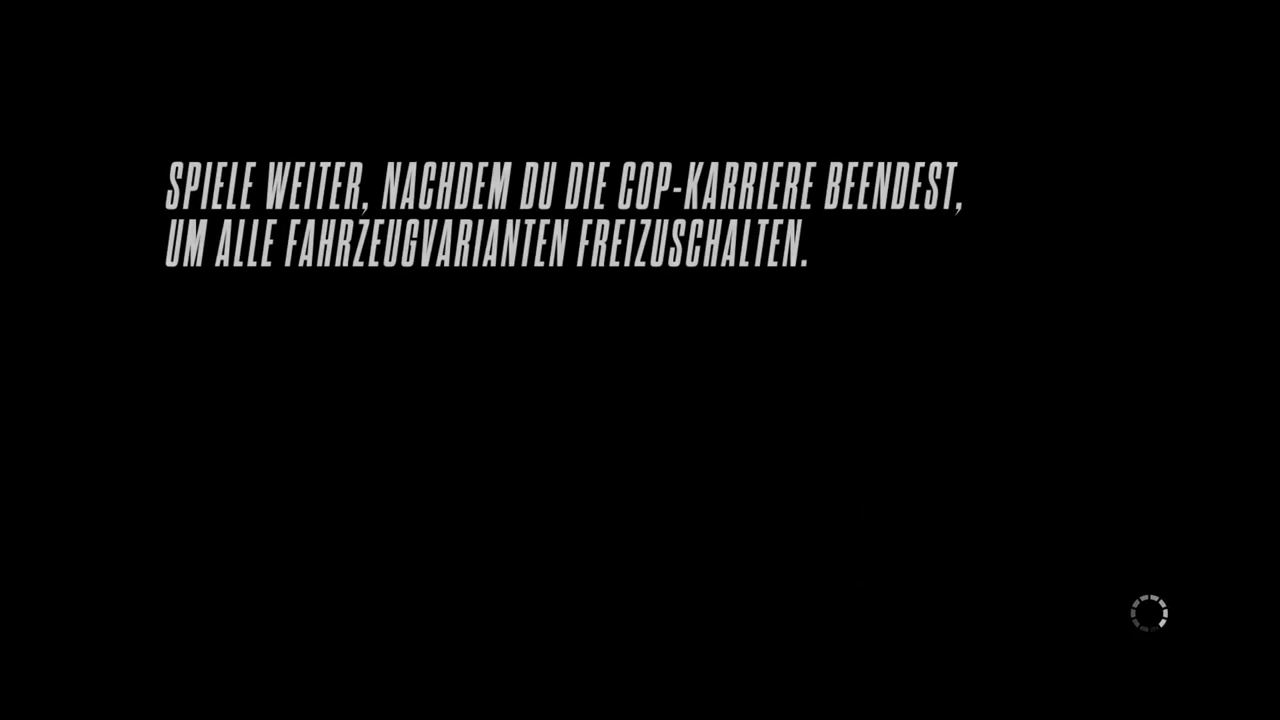 SPIELE WEITER, NACHDEM DU DIE COP-KARRIERE BEENDEST,
UM ALLE FAHRZEUGVARIANTEN FREIZUSCHALTEN.